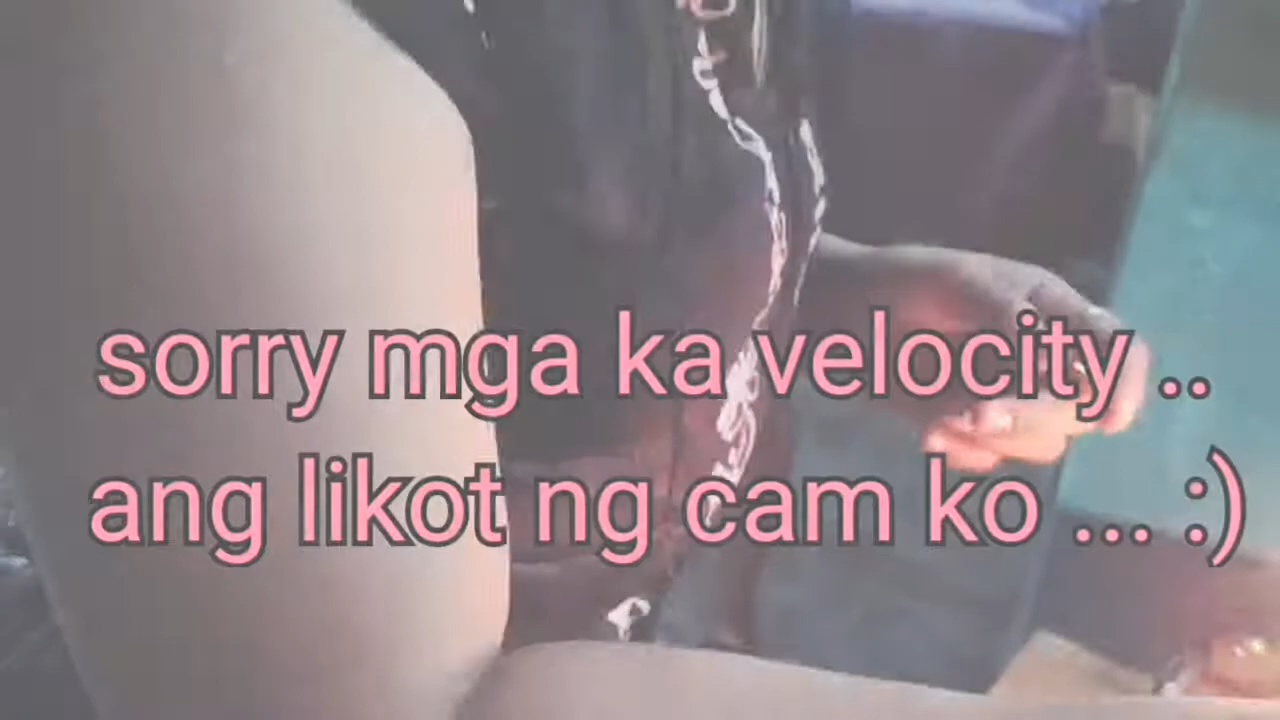 sorry mga ka velocity ..
ang likot ng cam ko ... :)